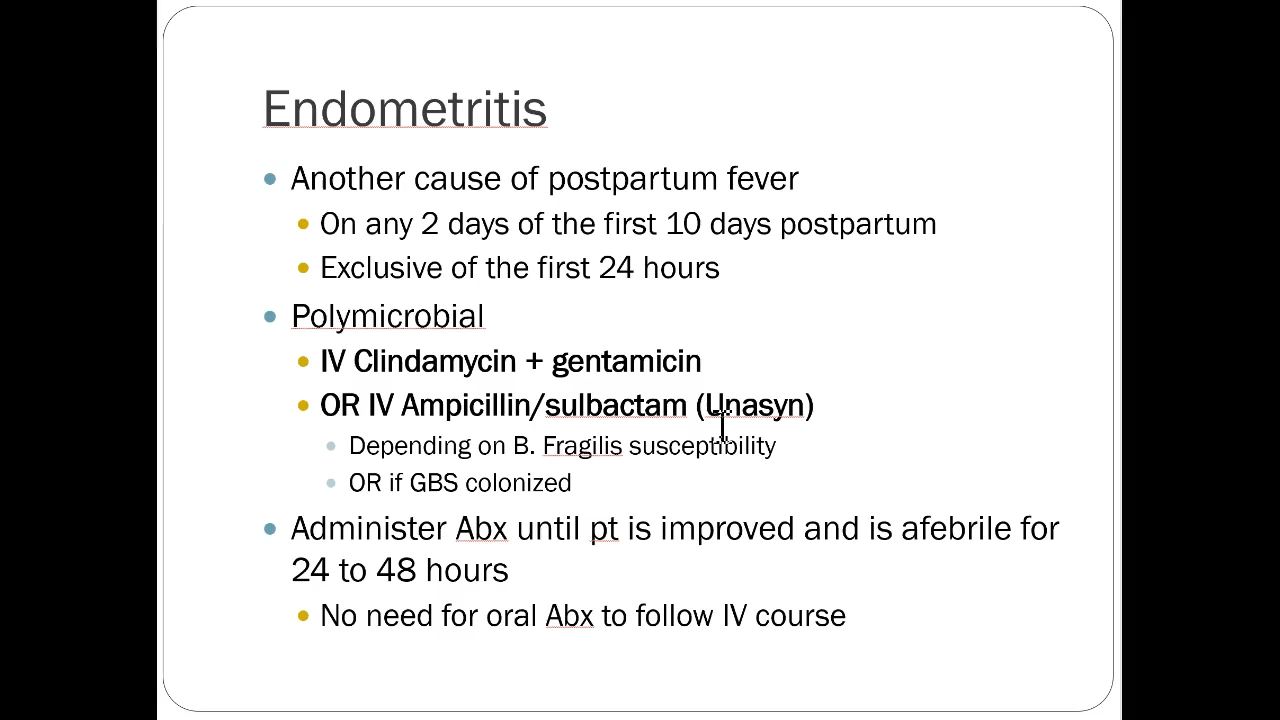 Endometritis
Another cause of postpartum fever
On any 2 days of the first 10 days postpartum
Exclusive of the first 24 hours
Polymicrobial
IV Clindamycin + gentamicin
OR IV Ampicillin/sulbactam (Unasyn)
Depending on B. Fragilis susceptibility
OR if GBS colonized
Administer Abx until pt is improved and is afebrile for
24 to 48 hours
No need for oral Abx to follow IV course